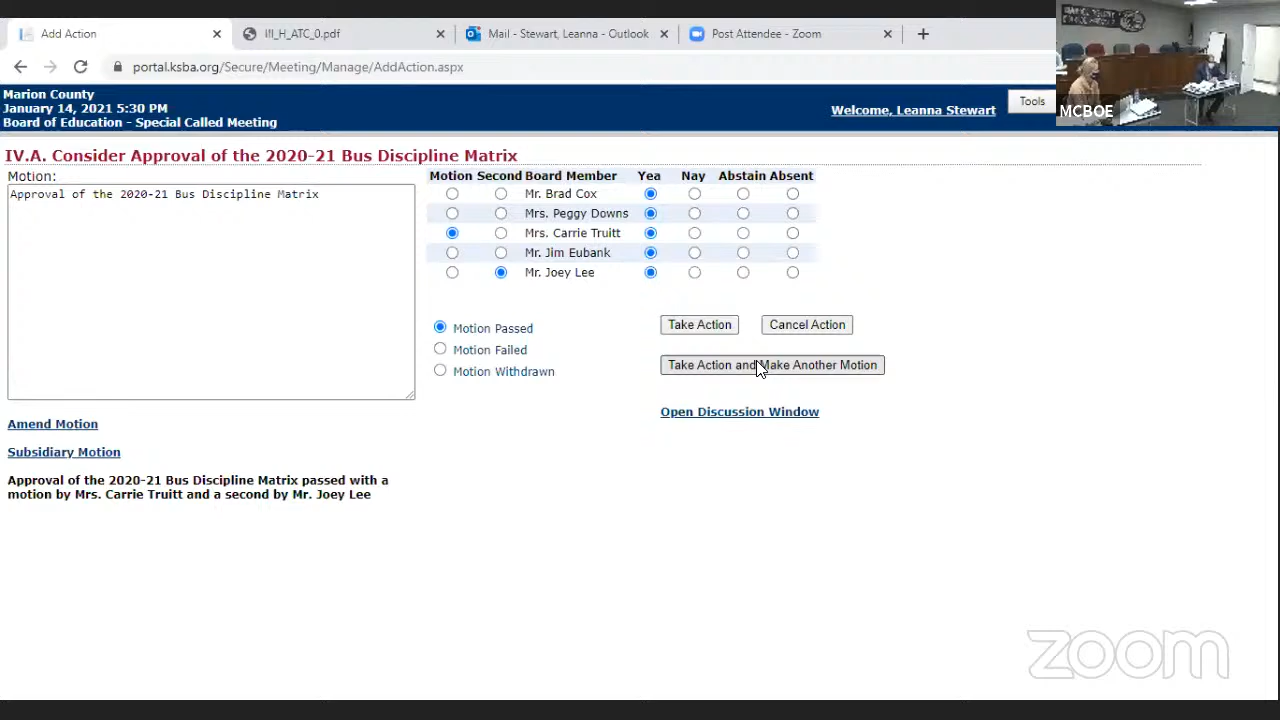 Add Action
III_H_ATC_0.pdf
Mail - Stewart, Leanna - Outlook
Post Attendee - Zoom
portal.ksba.org/Secure/Meeting/Manage/AddAction.aspx
Marion County
January 14, 2021 5:30 PM
Board of Education - Special Called Meeting
Welcome, Leanna Stewart
Tools
MCBOE
IV.A. Consider Approval of the 2020-21 Bus Discipline Matrix
Motion:
Approval of the 2020-21 Bus Discipline Matrix
Motion Second Board Member Yea Nay Abstain Absent
Mr. Brad Cox
Mrs. Peggy Downs
Mrs. Carrie Truitt
Mr. Jim Eubank
Mr. Joey Lee
Motion Passed
Motion Failed
Motion Withdrawn
Take Action
Cancel Action
Take Action and Make Another Motion
Open Discussion Window
Amend Motion
Subsidiary Motion
Approval of the 2020-21 Bus Discipline Matrix passed with a
motion by Mrs. Carrie Truitt and a second by Mr. Joey Lee
zoom